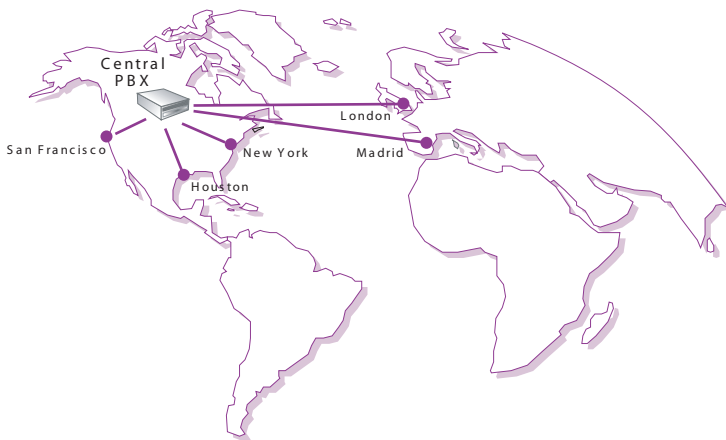 Central
PBX
London
San Francisco
New York
Madrid
Houston